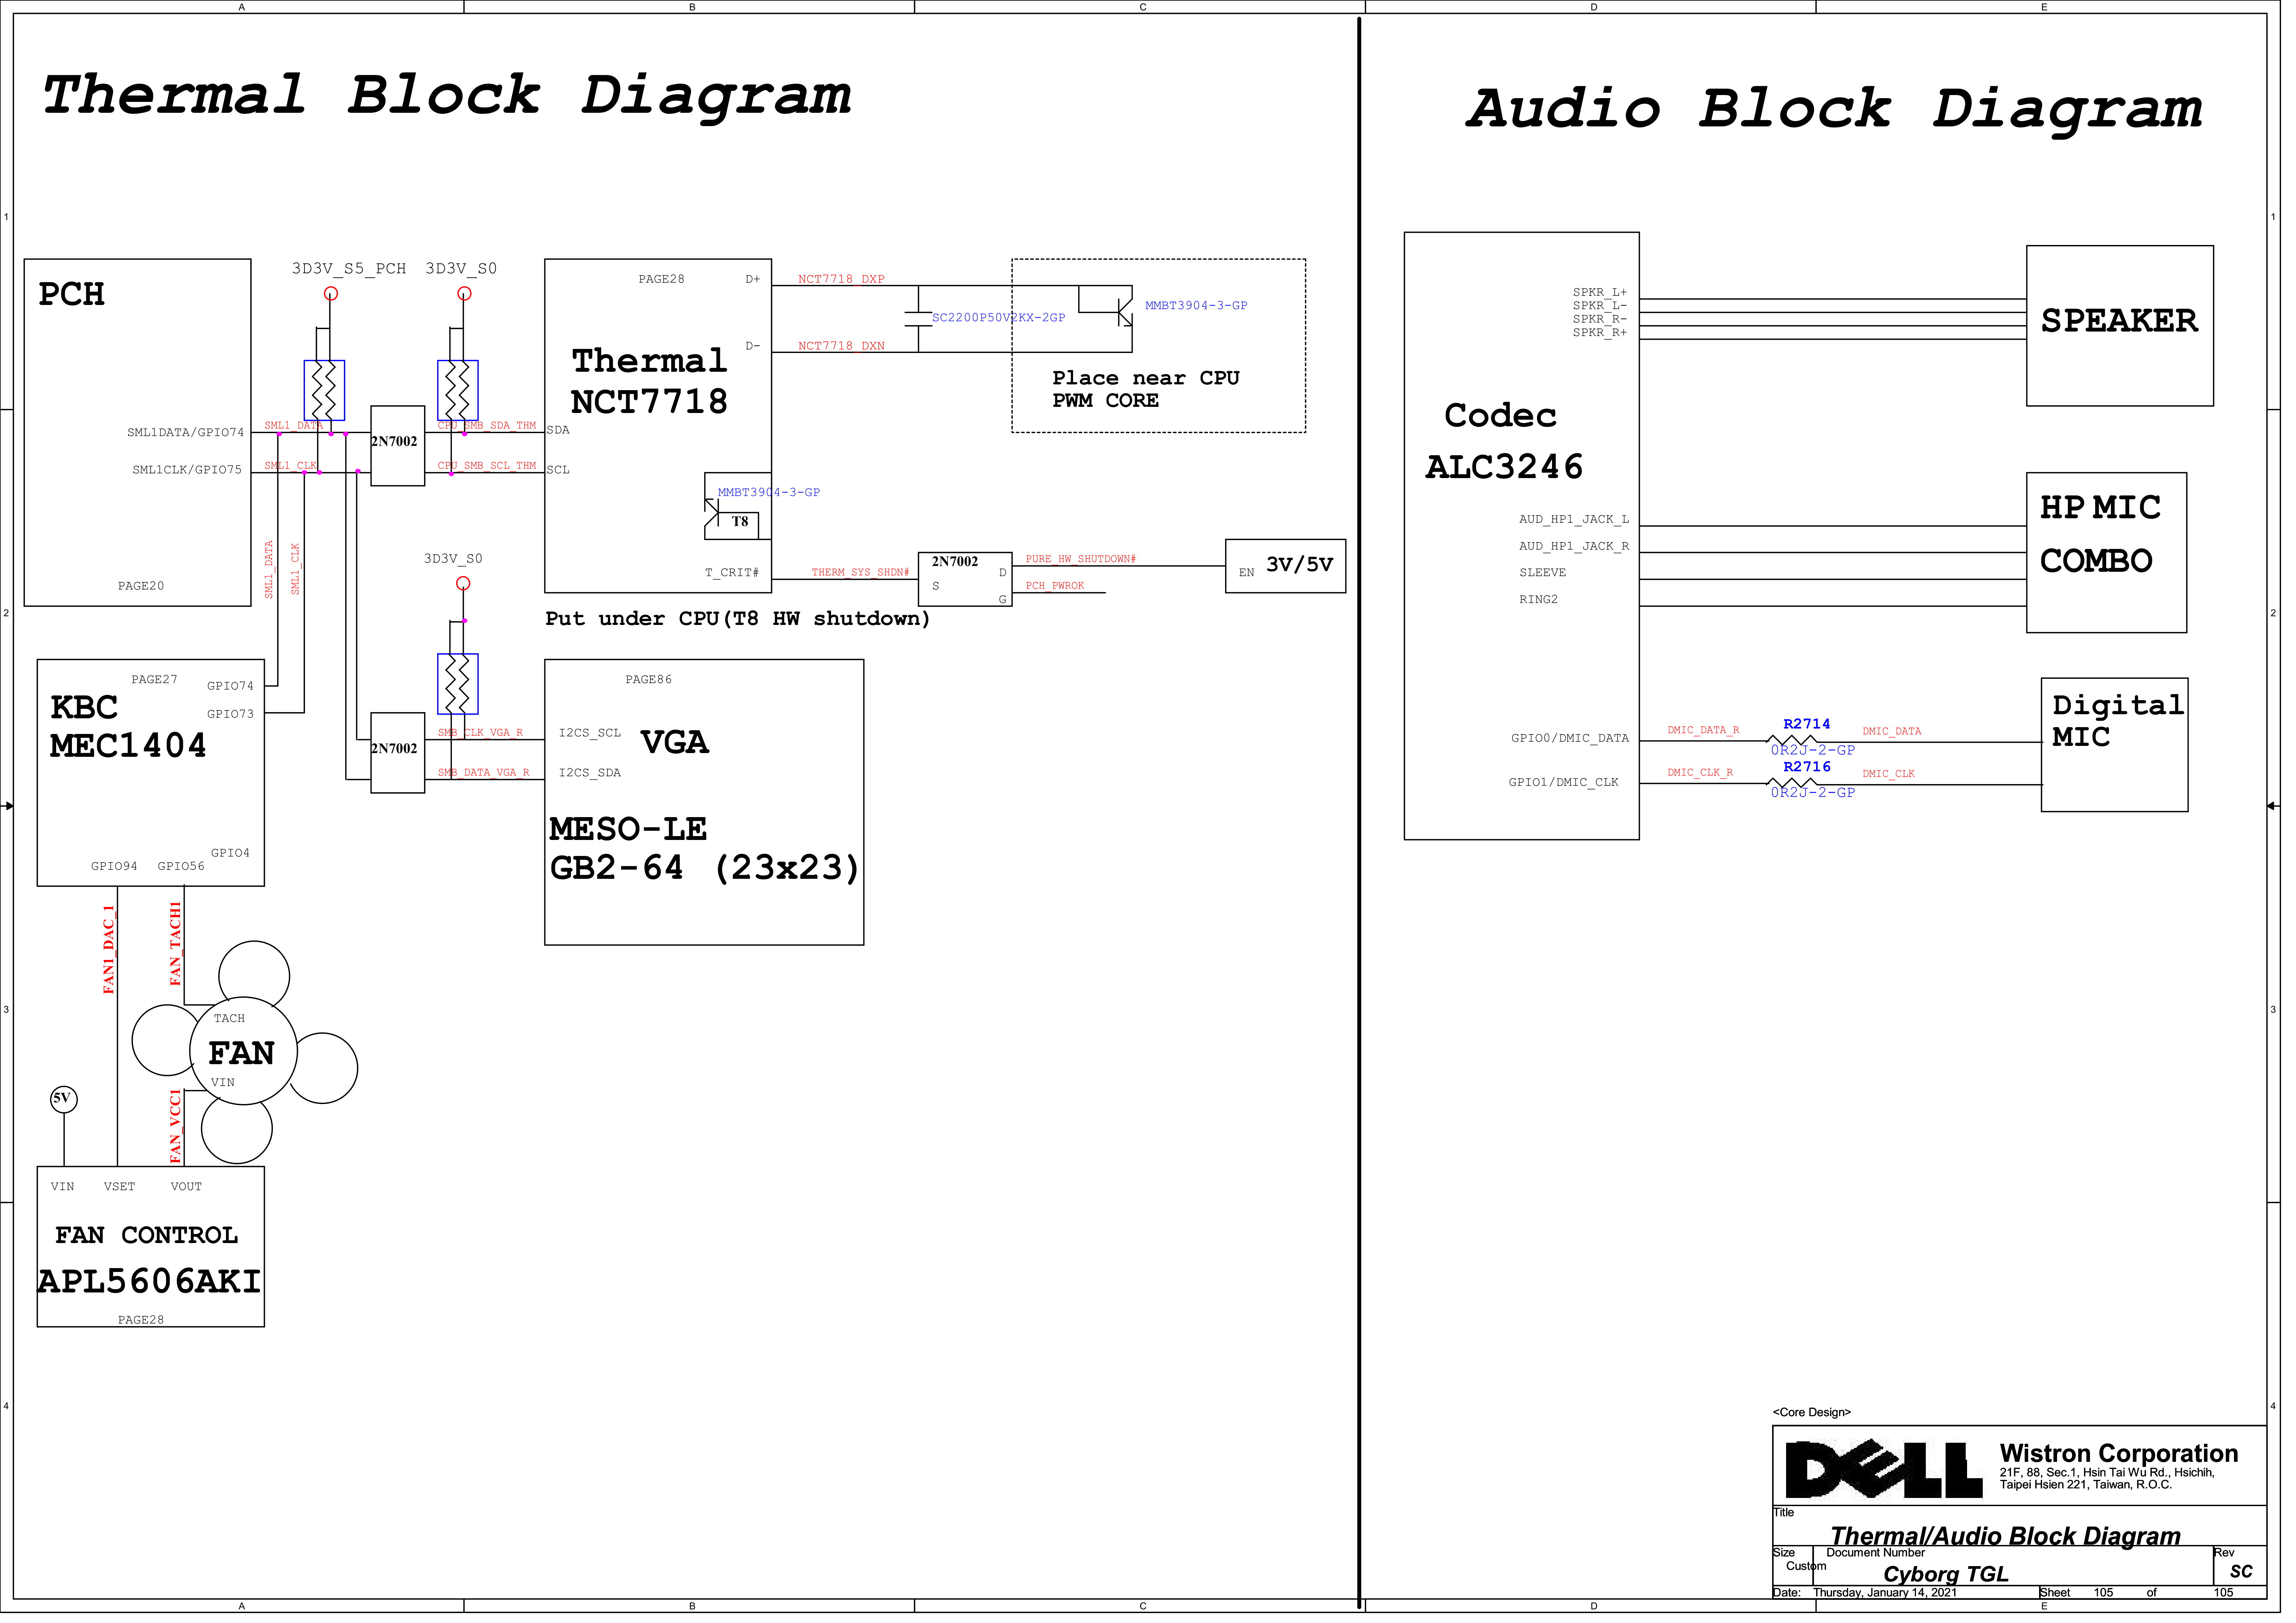 A
B
C
D
E
Thermal Block Diagram
Audio Block Diagram
1
1
2
2
3
3
4
4
PCH
SML1DATA/GPIO74
SML1CLK/GPIO75
PAGE20
3D3V_S5_PCH
3D3V_S0
SML1_DATA
SML1_CLK
2N7002
CPU_SMB_SDA_THM
CPU_SMB_SCL_THM
SML1_DATA
SML1_CLK
PAGE28
D+
D-
Thermal
NCT7718
SDA
SCL
MMBT3904-3-GP
T8
T_CRIT#
NCT7718_DXP
NCT7718_DXN
SC2200P50V2KX-2GP
MMBT3904-3-GP
Place near CPU
PWM CORE
THERM_SYS_SHDN#
2N7002
S
D
G
PURE_HW_SHUTDOWN#
PCH_PWROK
EN
3V/5V
Put under CPU(T8 HW shutdown)
3D3V_S0
2N7002
SMB_CLK_VGA_R
SMB_DATA_VGA_R
PAGE86
I2CS_SCL
VGA
I2CS_SDA
MESO-LE
GB2-64 (23x23)
PAGE27
GPIO74
KBC
GPIO73
MEC1404
GPIO4
GPIO94
GPIO56
FAN1_DAC_1
FAN_TACH1
TACH
FAN
VIN
5V
FAN_VCC1
VIN
VSET
VOUT
FAN CONTROL
APL5606AKI
PAGE28
Codec
ALC3246
SPKR_L+
SPKR_L-
SPKR_R-
SPKR_R+
SPEAKER
AUD_HP1_JACK_L
AUD_HP1_JACK_R
SLEEVE
RING2
HP MIC
COMBO
GPIO0/DMIC_DATA
GPIO1/DMIC_CLK
DMIC_DATA_R
R2714
0R2J-2-GP
DMIC_DATA
DMIC_CLK_R
R2716
0R2J-2-GP
DMIC_CLK
Digital
MIC
<Core Design>
DELL
Wistron Corporation
21F, 88, Sec.1, Hsin Tai Wu Rd., Hsichih,
Taipei Hsien 221, Taiwan, R.O.C.
Title
Thermal/Audio Block Diagram
Size
Custom
Document Number
Cyborg TGL
Rev
SC
Date: Thursday, January 14, 2021
Sheet 105 of 105
A
B
C
D
E